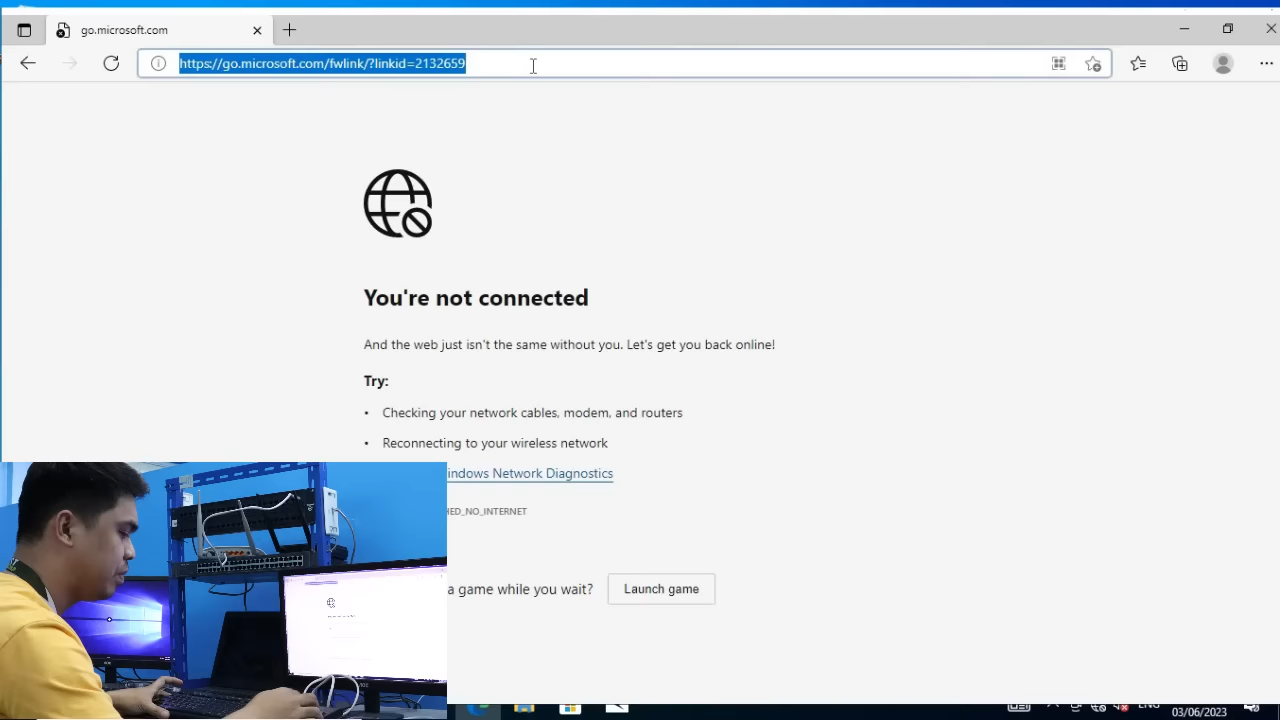 go.microsoft.com
https://go.microsoft.com/fwlink/?linkid=2132659
You're not connected
And the web just isn't the same without you. Let's get you back online!
Try:
• Checking your network cables, modem, and routers
• Reconnecting to your wireless network
indows Network Diagnostics
HED_NO_INTERNET
a game while you wait?
Launch game
ENG
03/06/2023